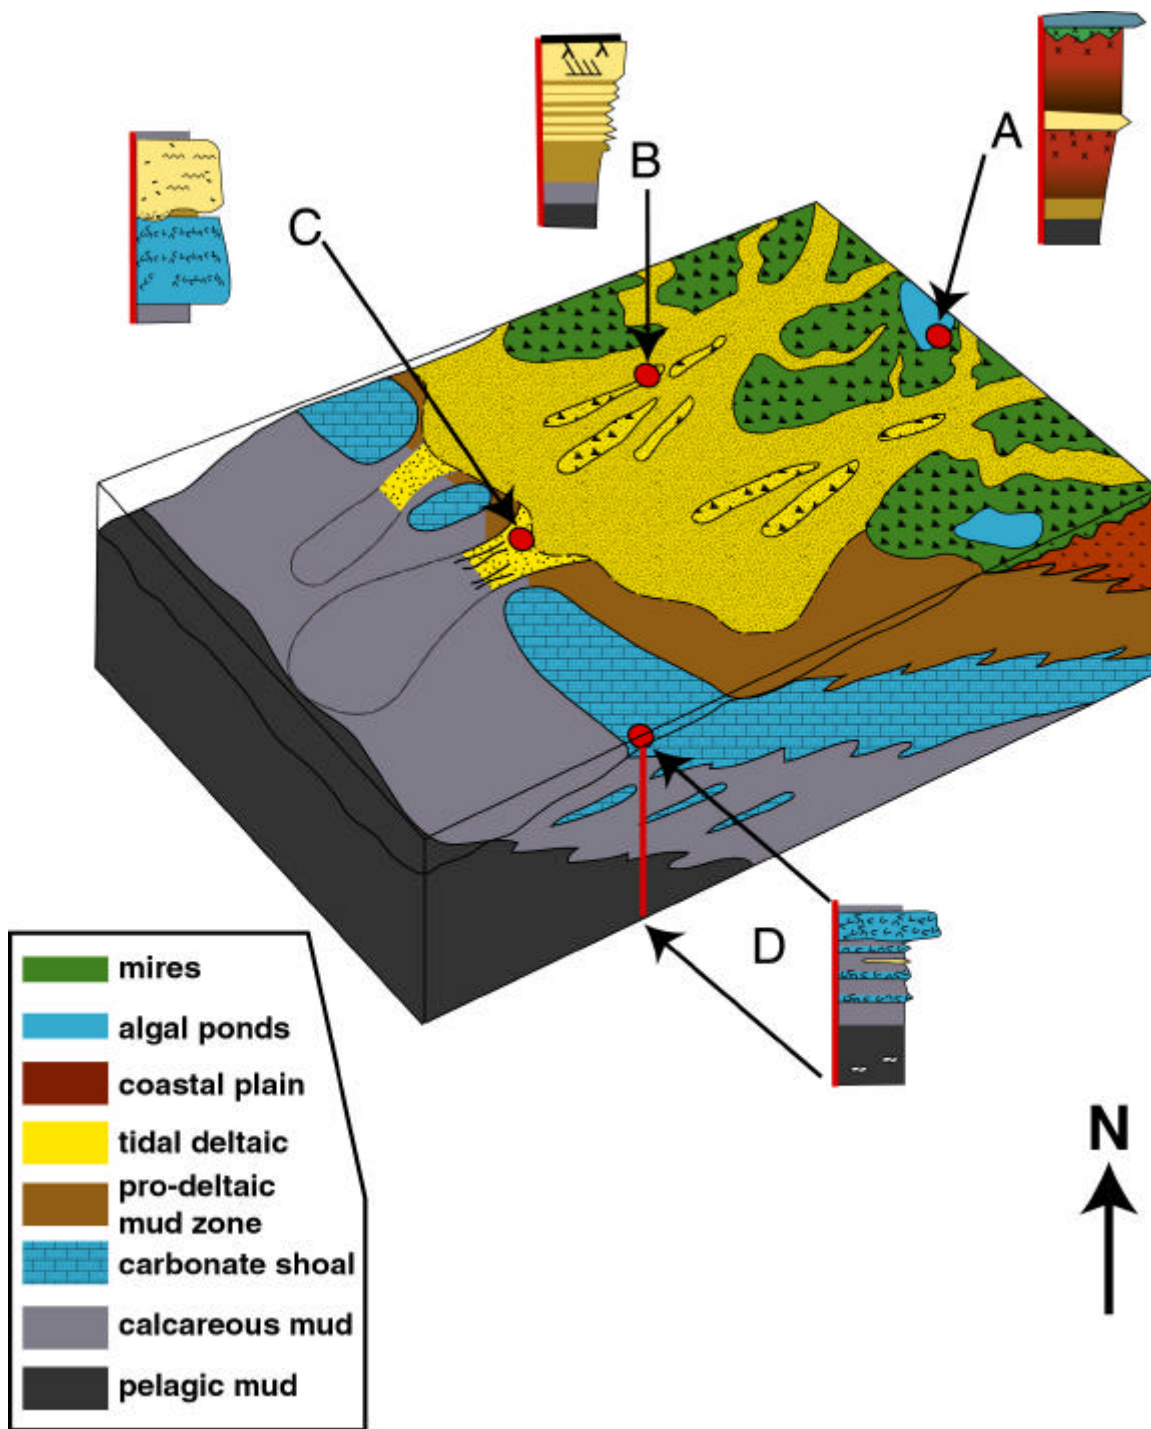 A
B
C
D
N
mires
algal ponds
coastal plain
tidal deltaic
pro-deltaic
mud zone
carbonate shoal
calcareous mud
pelagic mud